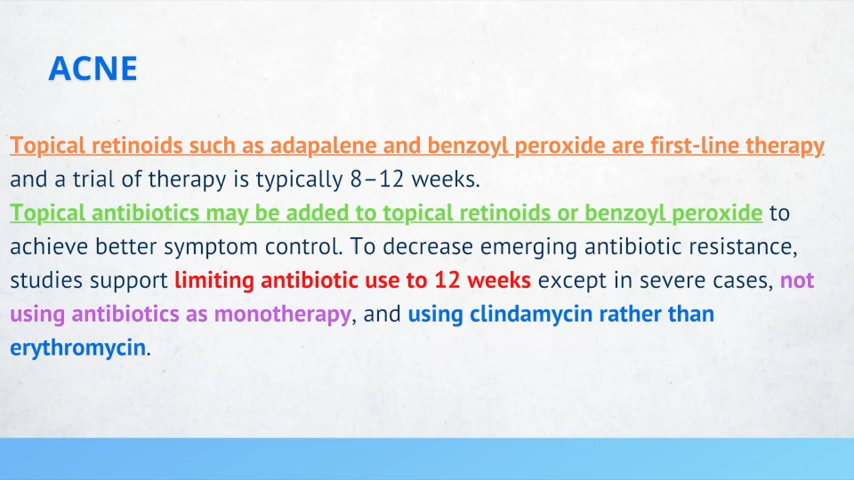 ACNE
Topical retinoids such as adapalene and benzoyl peroxide are first-line therapy
and a trial of therapy is typically 8–12 weeks.
Topical antibiotics may be added to topical retinoids or benzoyl peroxide to
achieve better symptom control. To decrease emerging antibiotic resistance,
studies support limiting antibiotic use to 12 weeks except in severe cases, not
using antibiotics as monotherapy, and using clindamycin rather than
erythromycin.